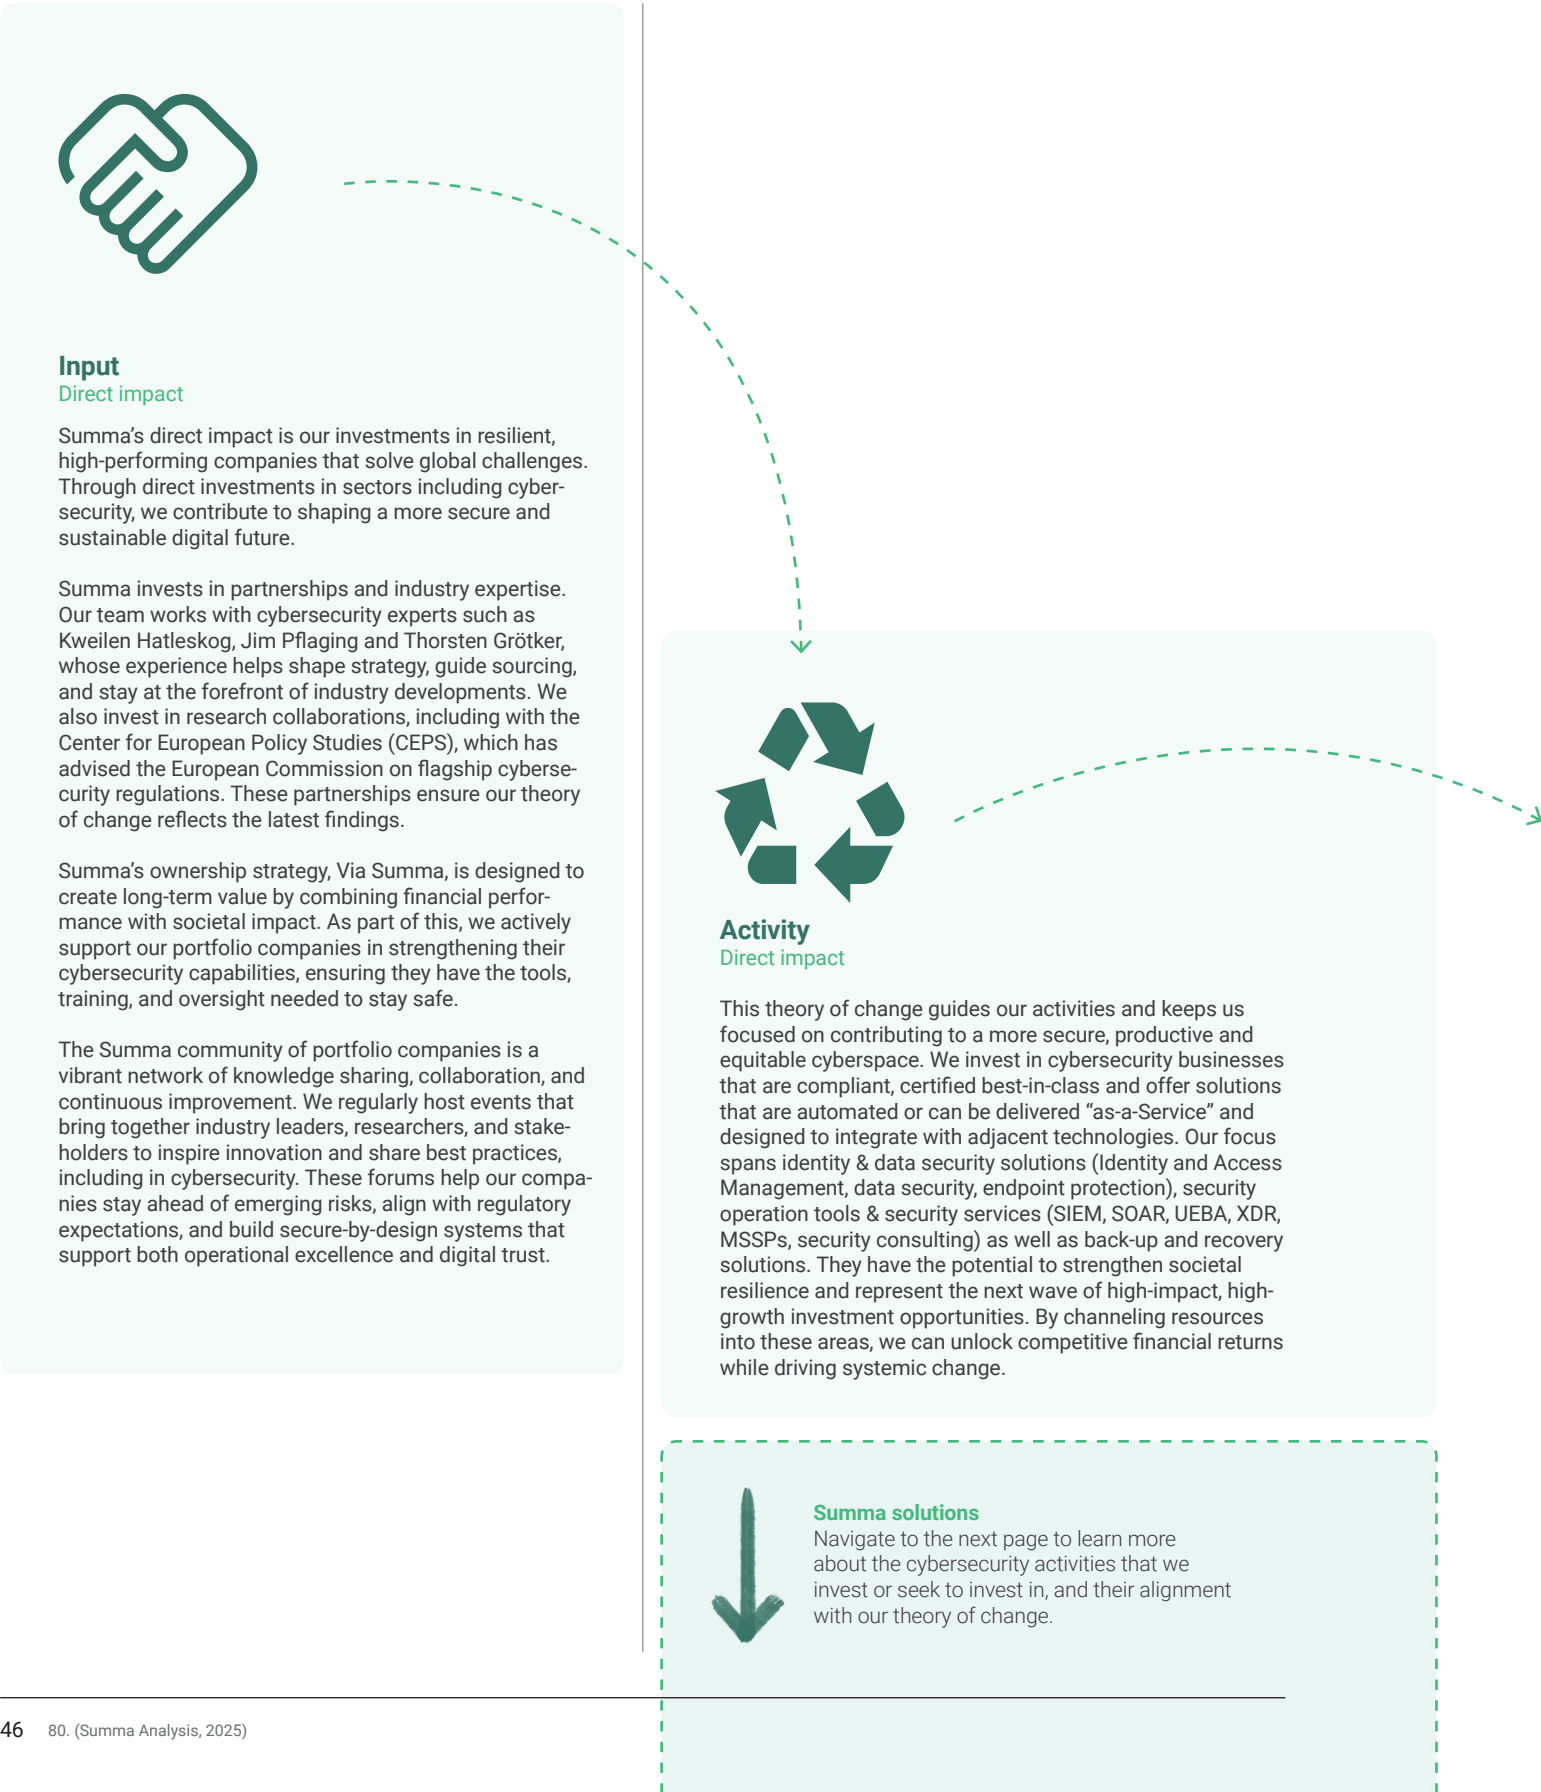 Input
Direct impact
Summa’s direct impact is our investments in resilient,
high-performing companies that solve global challenges.
Through direct investments in sectors including cyber-
security, we contribute to shaping a more secure and
sustainable digital future.
Summa invests in partnerships and industry expertise.
Our team works with cybersecurity experts such as
Kweilen Hatleskog, Jim Pflaging and Thorsten Grötker,
whose experience helps shape strategy, guide sourcing,
and stay at the forefront of industry developments. We
also invest in research collaborations, including with the
Center for European Policy Studies (CEPS), which has
advised the European Commission on flagship cyberse-
curity regulations. These partnerships ensure our theory
of change reflects the latest findings.
Summa’s ownership strategy, Via Summa, is designed to
create long-term value by combining financial perfor-
mance with societal impact. As part of this, we actively
support our portfolio companies in strengthening their
cybersecurity capabilities, ensuring they have the tools,
training, and oversight needed to stay safe.
The Summa community of portfolio companies is a
vibrant network of knowledge sharing, collaboration, and
continuous improvement. We regularly host events that
bring together industry leaders, researchers, and stake-
holders to inspire innovation and share best practices,
including in cybersecurity. These forums help our compa-
nies stay ahead of emerging risks, align with regulatory
expectations, and build secure-by-design systems that
support both operational excellence and digital trust.
Activity
Direct impact
This theory of change guides our activities and keeps us
focused on contributing to a more secure, productive and
equitable cyberspace. We invest in cybersecurity businesses
that are compliant, certified best-in-class and offer solutions
that are automated or can be delivered “as-a-Service” and
designed to integrate with adjacent technologies. Our focus
spans identity & data security solutions (Identity and Access
Management, data security, endpoint protection), security
operation tools & security services (SIEM, SOAR, UEBA, XDR,
MSSPs, security consulting) as well as back-up and recovery
solutions. They have the potential to strengthen societal
resilience and represent the next wave of high-impact, high-
growth investment opportunities. By channeling resources
into these areas, we can unlock competitive financial returns
while driving systemic change.
Summa solutions
Navigate to the next page to learn more
about the cybersecurity activities that we
invest or seek to invest in, and their alignment
with our theory of change.
46 80. (Summa Analysis, 2025)